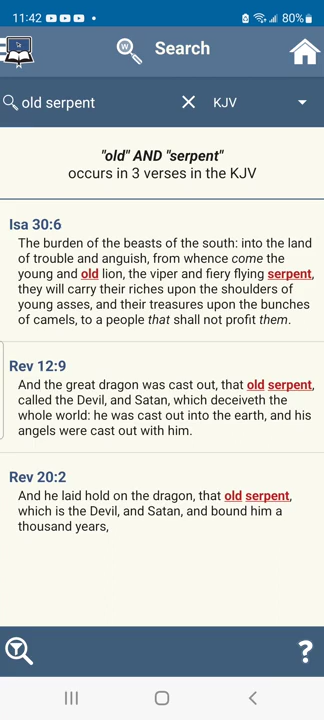 11:42 80%
W Search
old serpent KJV
"old" AND "serpent"
occurs in 3 verses in the KJV
Isa 30:6
The burden of the beasts of the south: into the land
of trouble and anguish, from whence come the
young and old lion, the viper and fiery flying serpent,
they will carry their riches upon the shoulders of
young asses, and their treasures upon the bunches
of camels, to a people that shall not profit them.
Rev 12:9
And the great dragon was cast out, that old serpent,
called the Devil, and Satan, which deceiveth the
whole world: he was cast out into the earth, and his
angels were cast out with him.
Rev 20:2
And he laid hold on the dragon, that old serpent,
which is the Devil, and Satan, and bound him a
thousand years,
?